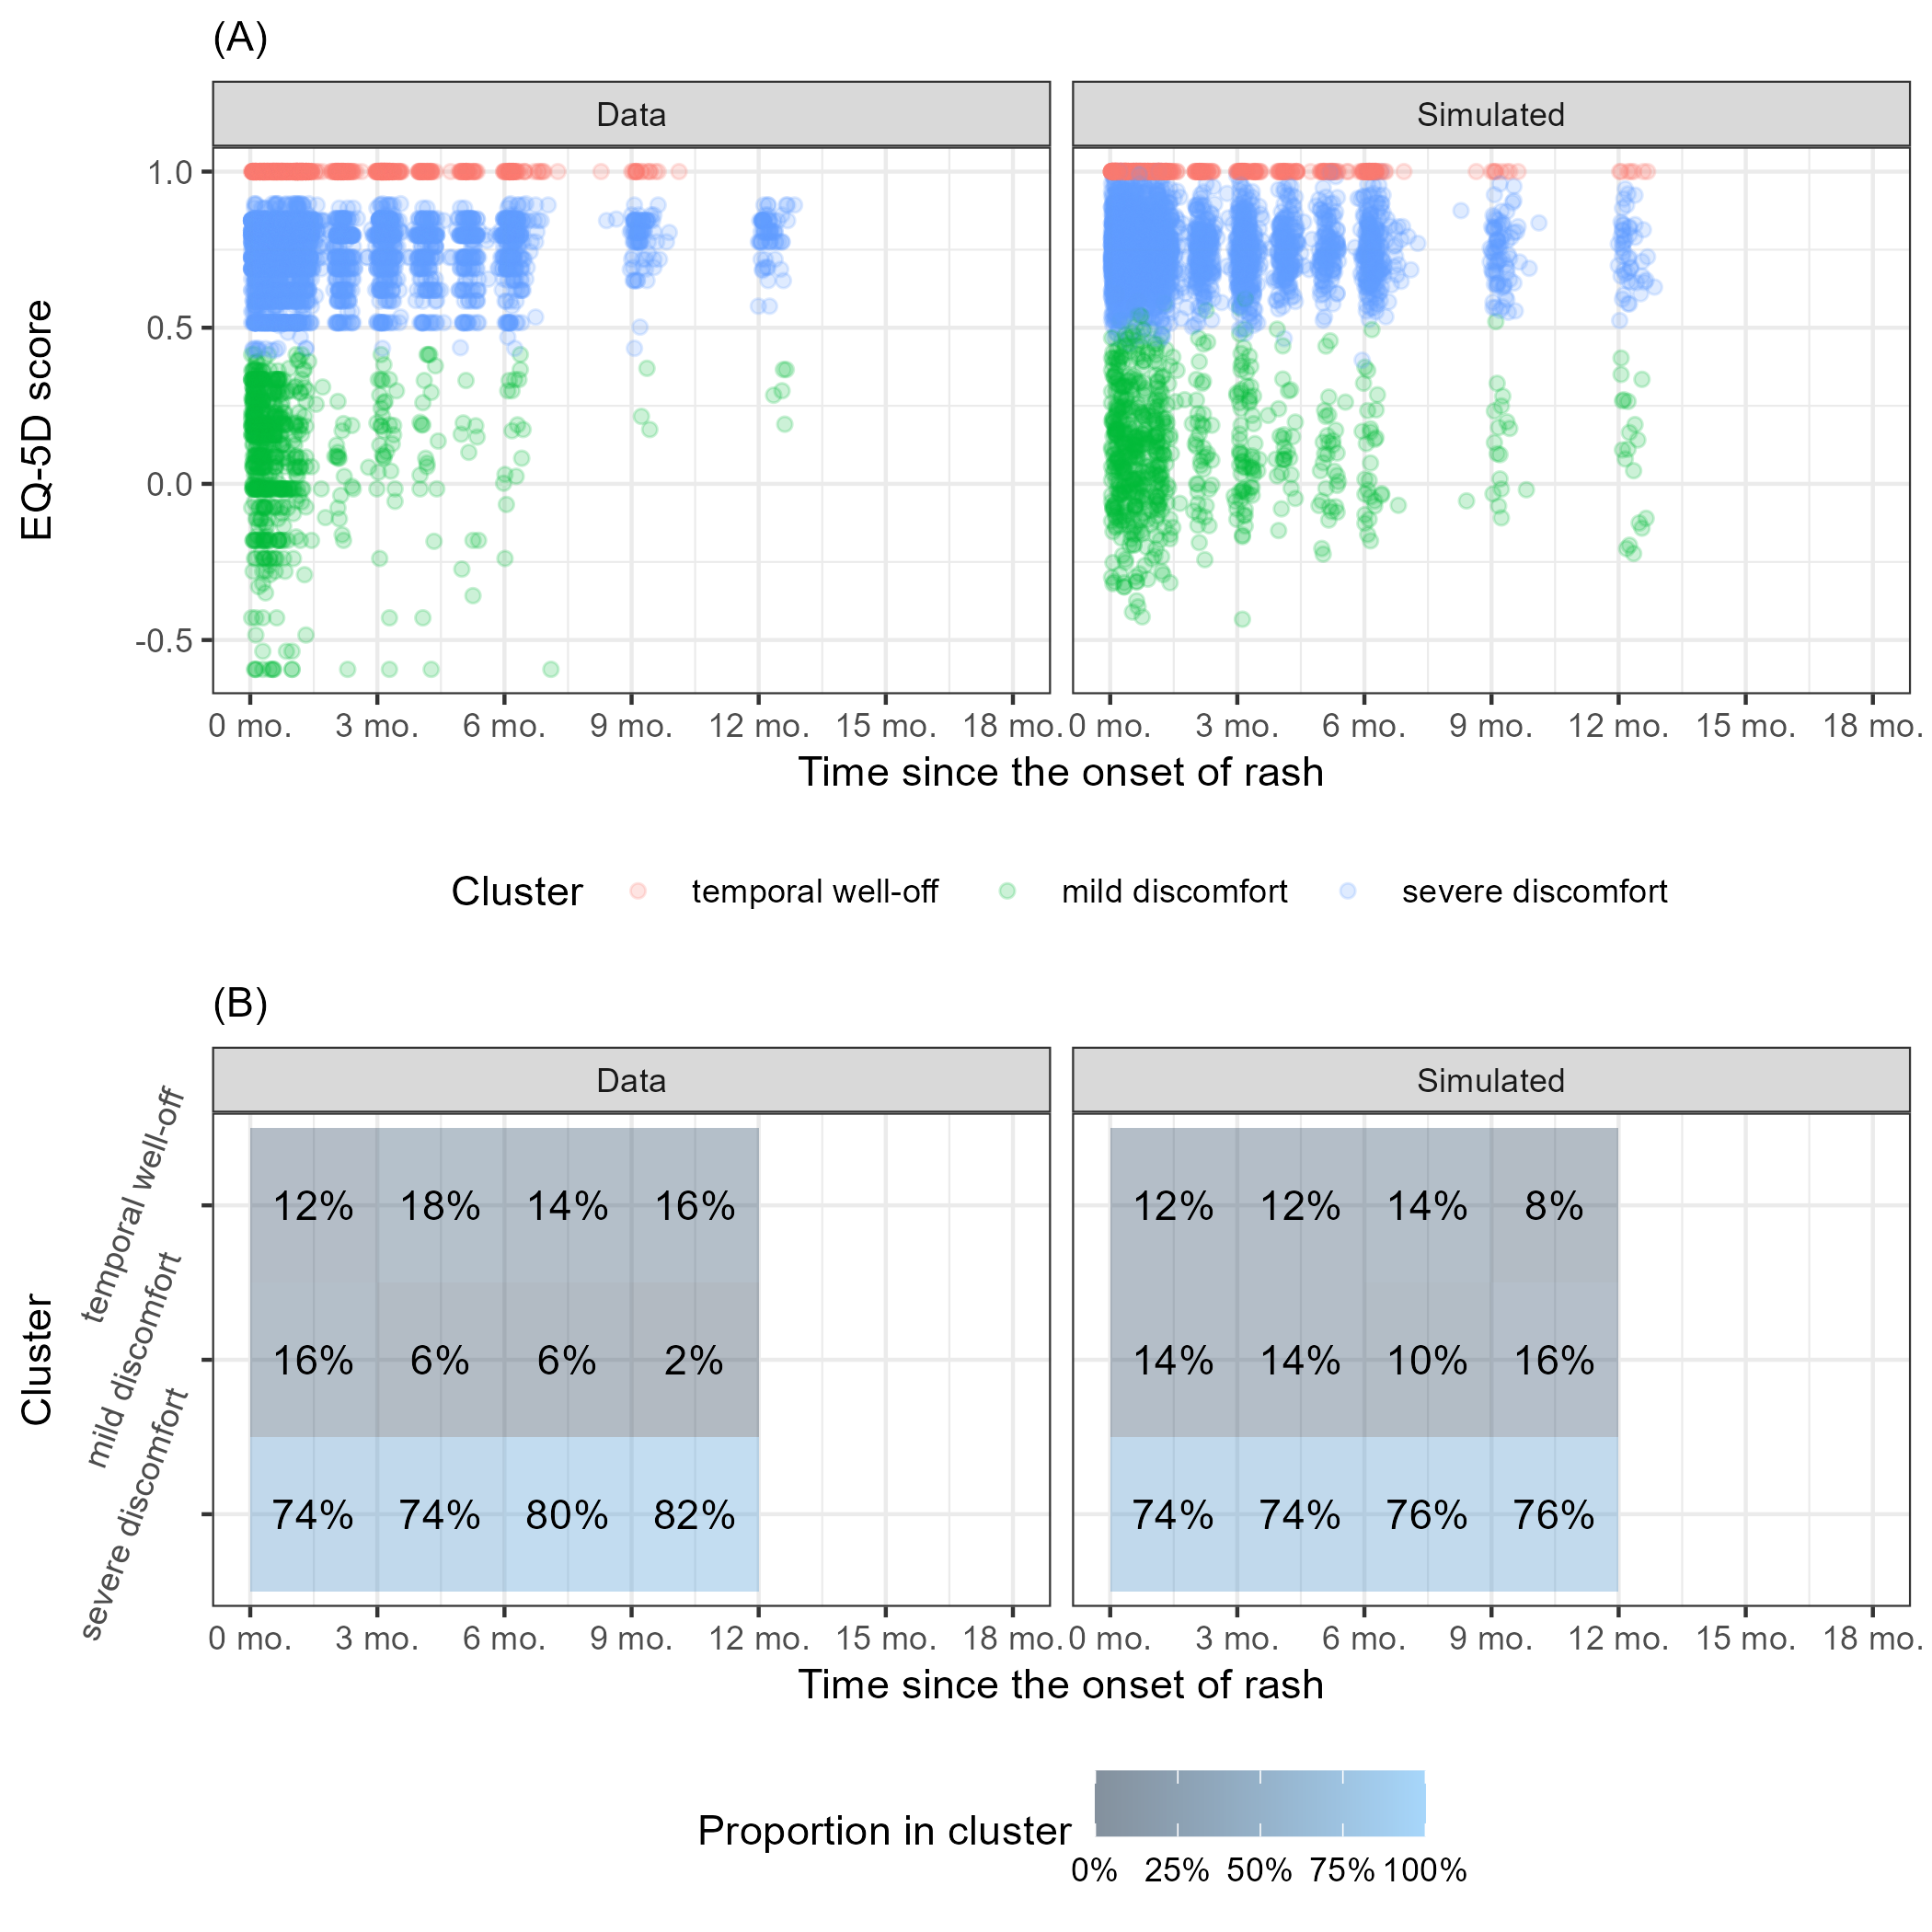 (A)
Data Simulated
1.0
0.5
0.0
-0.5
EQ-5D score
0 mo. 3 mo. 6 mo. 9 mo. 12 mo. 15 mo. 18 mo. 0 mo. 3 mo. 6 mo. 9 mo. 12 mo. 15 mo. 18 mo.
Time since the onset of rash
Cluster temporal well-off mild discomfort severe discomfort
(B)
Data Simulated
Cluster
temporal well-off
12% 18% 14% 16% 12% 12% 14% 8%
mild discomfort
16% 6% 6% 2% 14% 14% 10% 16%
severe discomfort
74% 74% 80% 82% 74% 74% 76% 76%
0 mo. 3 mo. 6 mo. 9 mo. 12 mo. 15 mo. 18 mo. 0 mo. 3 mo. 6 mo. 9 mo. 12 mo. 15 mo. 18 mo.
Time since the onset of rash
Proportion in cluster
0% 25% 50% 75% 100%